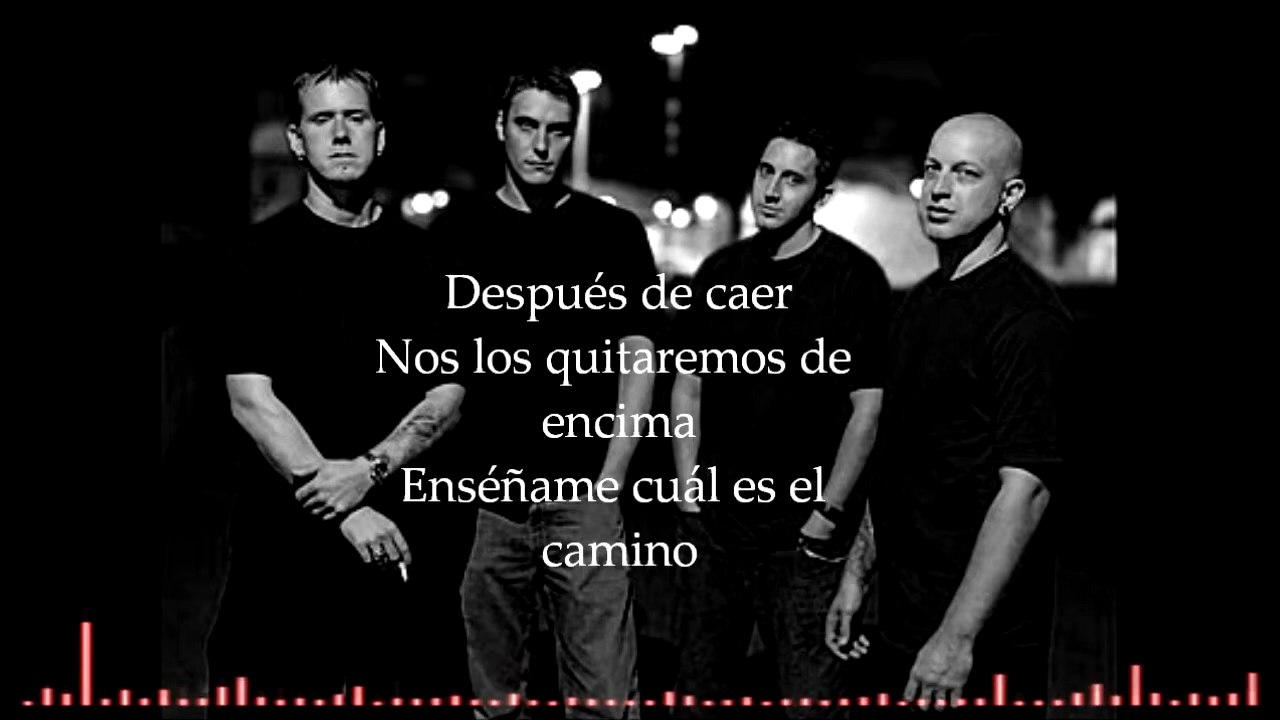 Después de caer
Nos los quitaremos de
encima
Enséñame cuál es el
camino